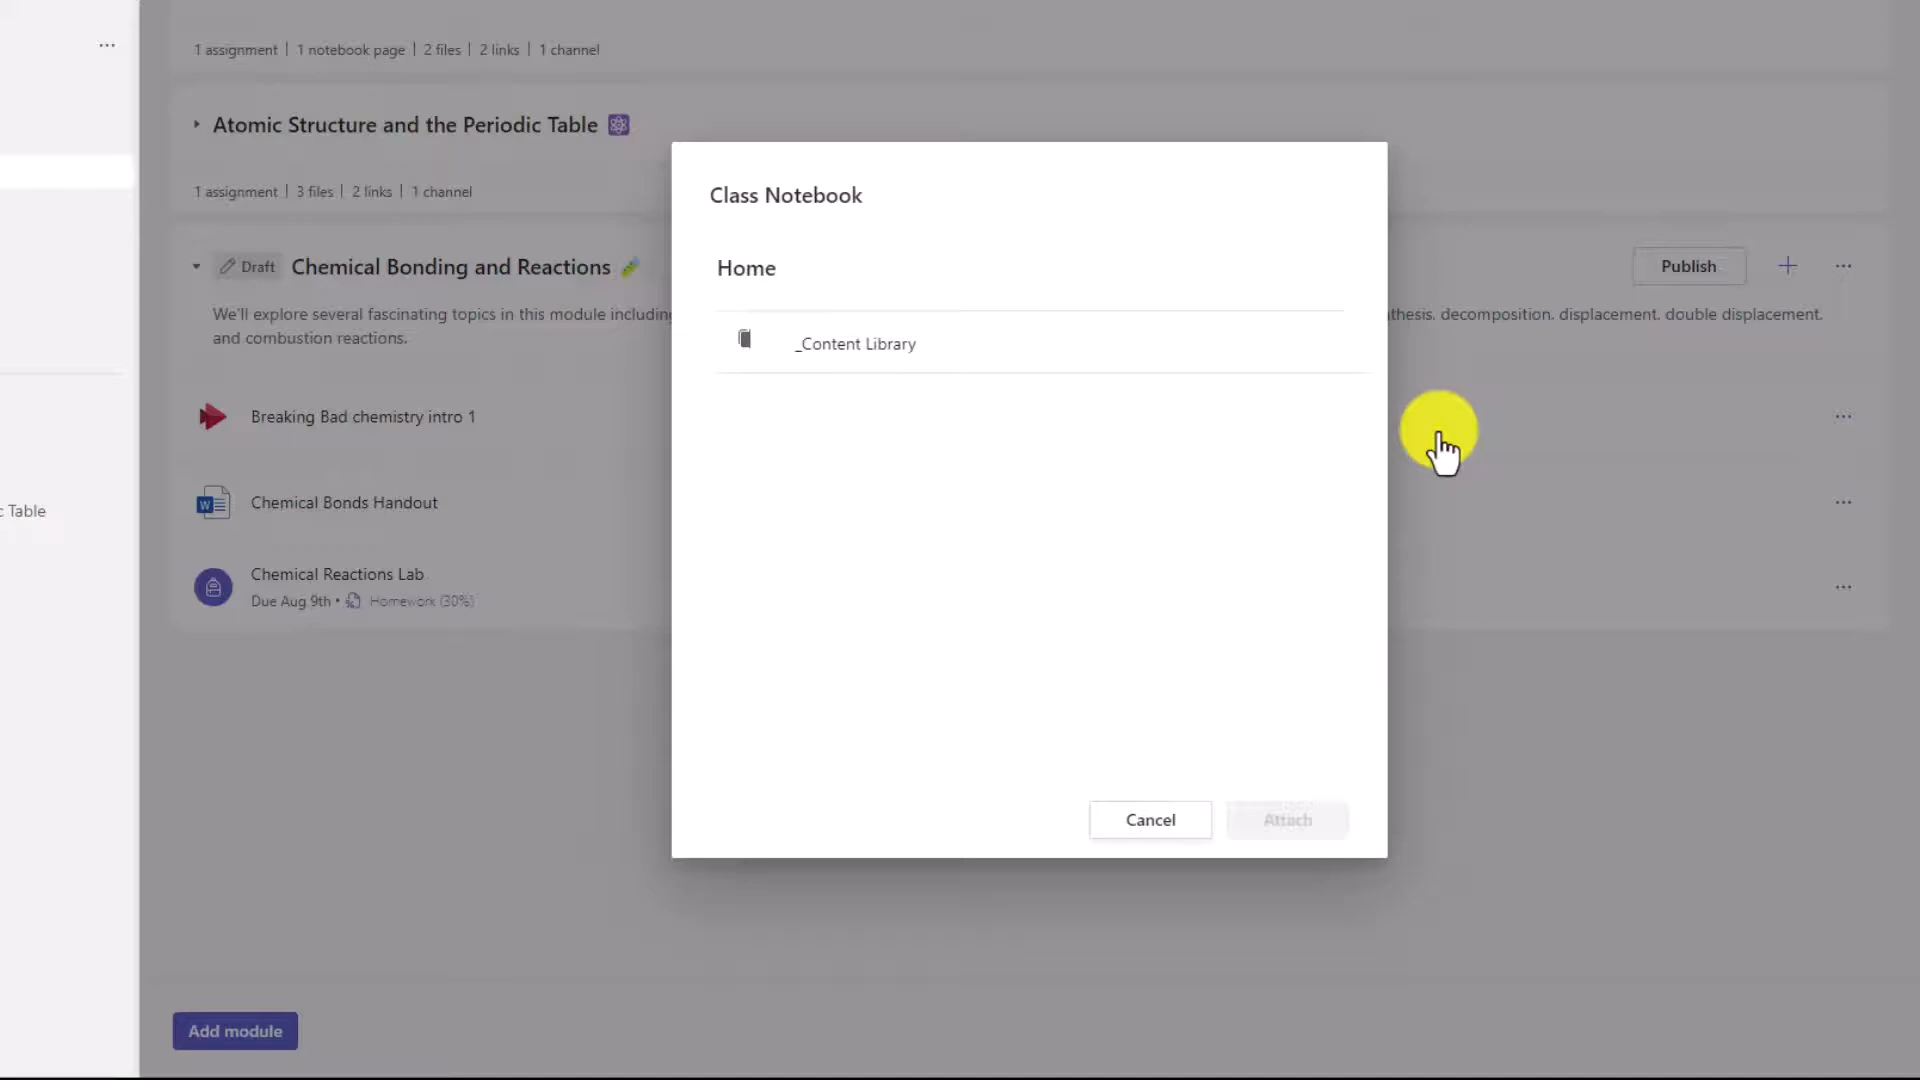 1 assignment | 1 notebook page | 2 files | 2 links | 1 channel
Atomic Structure and the Periodic Table
1 assignment | 3 files | 2 links | 1 channel
Draft Chemical Bonding and Reactions
Publish
We'll explore several fascinating topics in this module including
decomposition. displacement. double displacement.
and combustion reactions.
Breaking Bad chemistry intro 1
W
Chemical Bonds Handout
Chemical Reactions Lab
Due Aug 9th • Homework (30%)
Table
Class Notebook
Home
_Content Library
Cancel
Attach
Add module